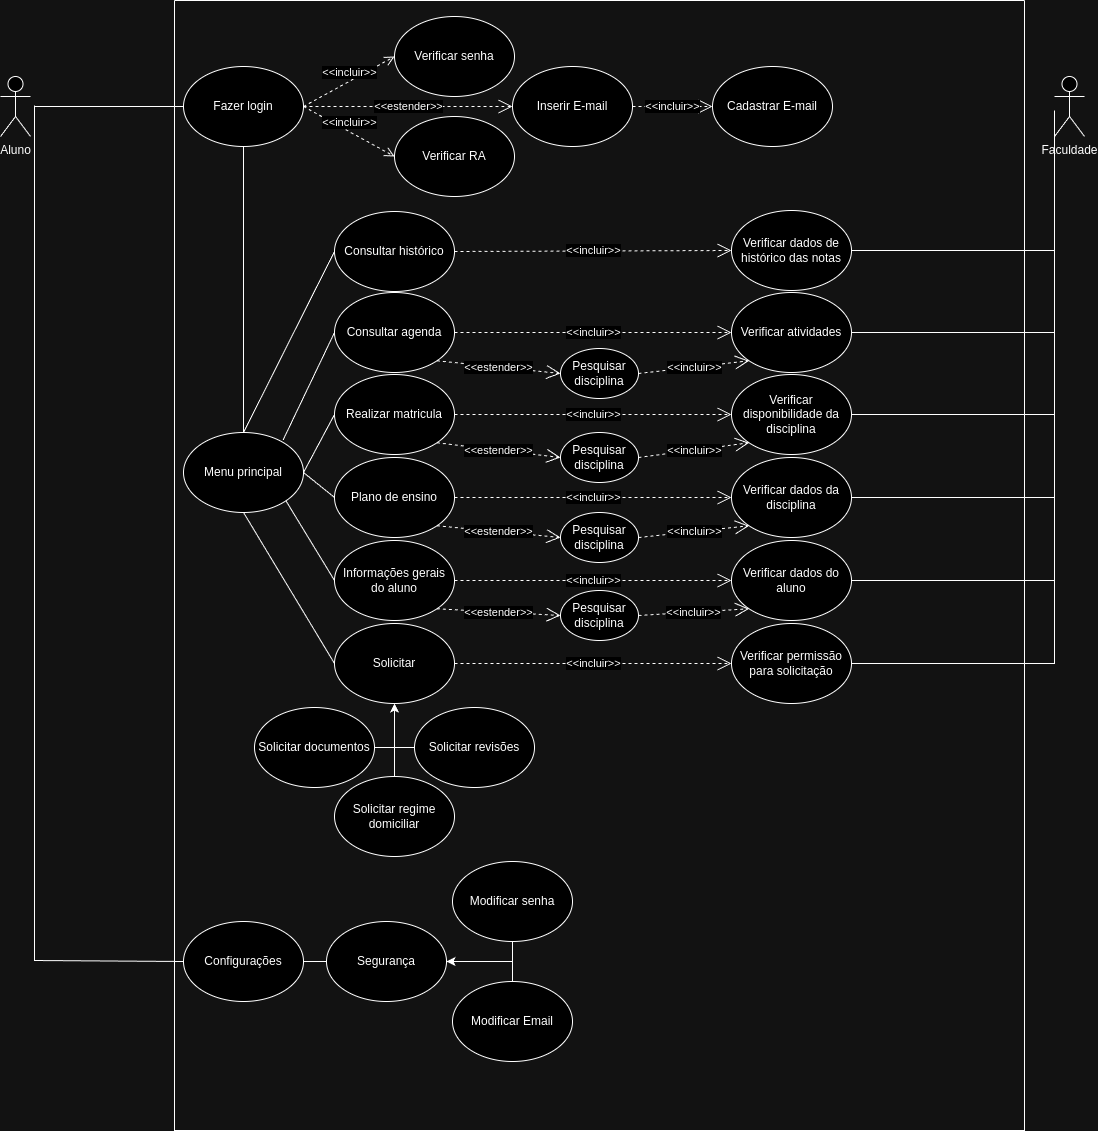 Verificar senha
<<incluir>>
Fazer login
<<estender>>
Inserir E-mail
<<incluir>>
Cadastrar E-mail
<<incluir>>
Verificar RA
Aluno
Faculdade
Consultar histórico
<<incluir>>
Verificar dados de
histórico das notas
Consultar agenda
<<incluir>>
Verificar atividades
<<estender>>
Pesquisar
disciplina
<<incluir>>
Realizar matricula
<<incluir>>
Verificar
disponibilidade da
disciplina
<<estender>>
Pesquisar
disciplina
<<incluir>>
Menu principal
Plano de ensino
<<incluir>>
Verificar dados da
disciplina
<<estender>>
Pesquisar
disciplina
<<incluir>>
Informações gerais
do aluno
<<incluir>>
Verificar dados do
aluno
<<estender>>
Pesquisar
disciplina
<<incluir>>
Solicitar
<<incluir>>
Verificar permissão
para solicitação
Solicitar documentos
Solicitar revisões
Solicitar regime
domiciliar
Modificar senha
Configurações
Segurança
Modificar Email